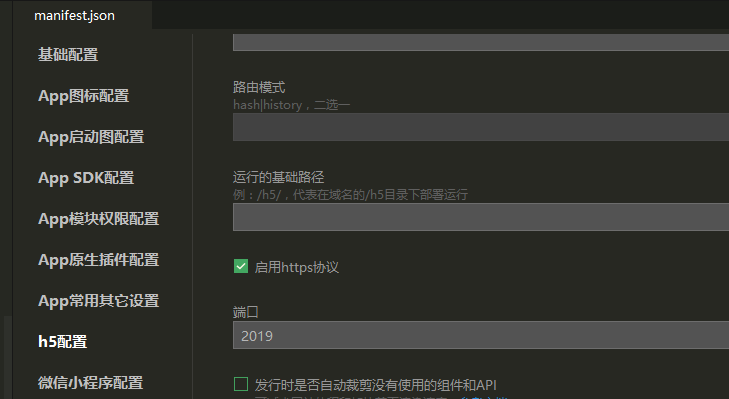 manifest.json
基础配置
App图标配置
App启动图配置
App SDK配置
App模块权限配置
App原生插件配置
App常用其它设置
h5配置
微信小程序配置
路由模式
hash|history，二选一
运行的基础路径
例：/h5/，代表在域名的/h5目录下部署运行
启用https协议
端口
2019
发行时是否自动裁剪没有使用的组件和API